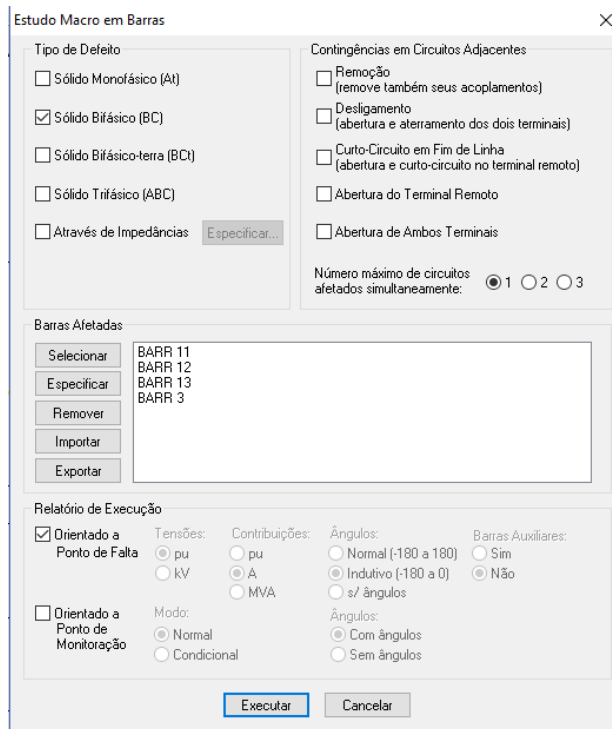 Estudo Macro em Barras
Tipo de Defeito
Sólido Monofásico (At)
Sólido Bifásico (BC)
Sólido Bifásico-terra (BCt)
Sólido Trifásico (ABC)
Através de Impedâncias
Especificar...
Contingências em Circuitos Adjacentes
Remoção
(remove também seus acoplamentos)
Desligamento
(abertura e aterramento dos dois terminais)
Curto-Circuito em Fim de Linha
(abertura e curto-circuito no terminal remoto)
Abertura do Terminal Remoto
Abertura de Ambos Terminais
Número máximo de circuitos
afetados simultaneamente:
1 2 3
Barras Afetadas
Selecionar
Especificar
Remover
Importar
Exportar
BARR 11
BARR 12
BARR 13
BARR 3
Relatório de Execução
Orientado a
Ponto de Falta
Tensões:
pu
kV
Contribuições:
pu
A
MVA
Ângulos:
Normal (-180 a 180)
Indutivo (-180 a 0)
s/ ângulos
Barras Auxiliares:
Sim
Não
Orientado a
Ponto de
Monitoração
Modo:
Normal
Condicional
Ângulos:
Com ângulos
Sem ângulos
Executar
Cancelar